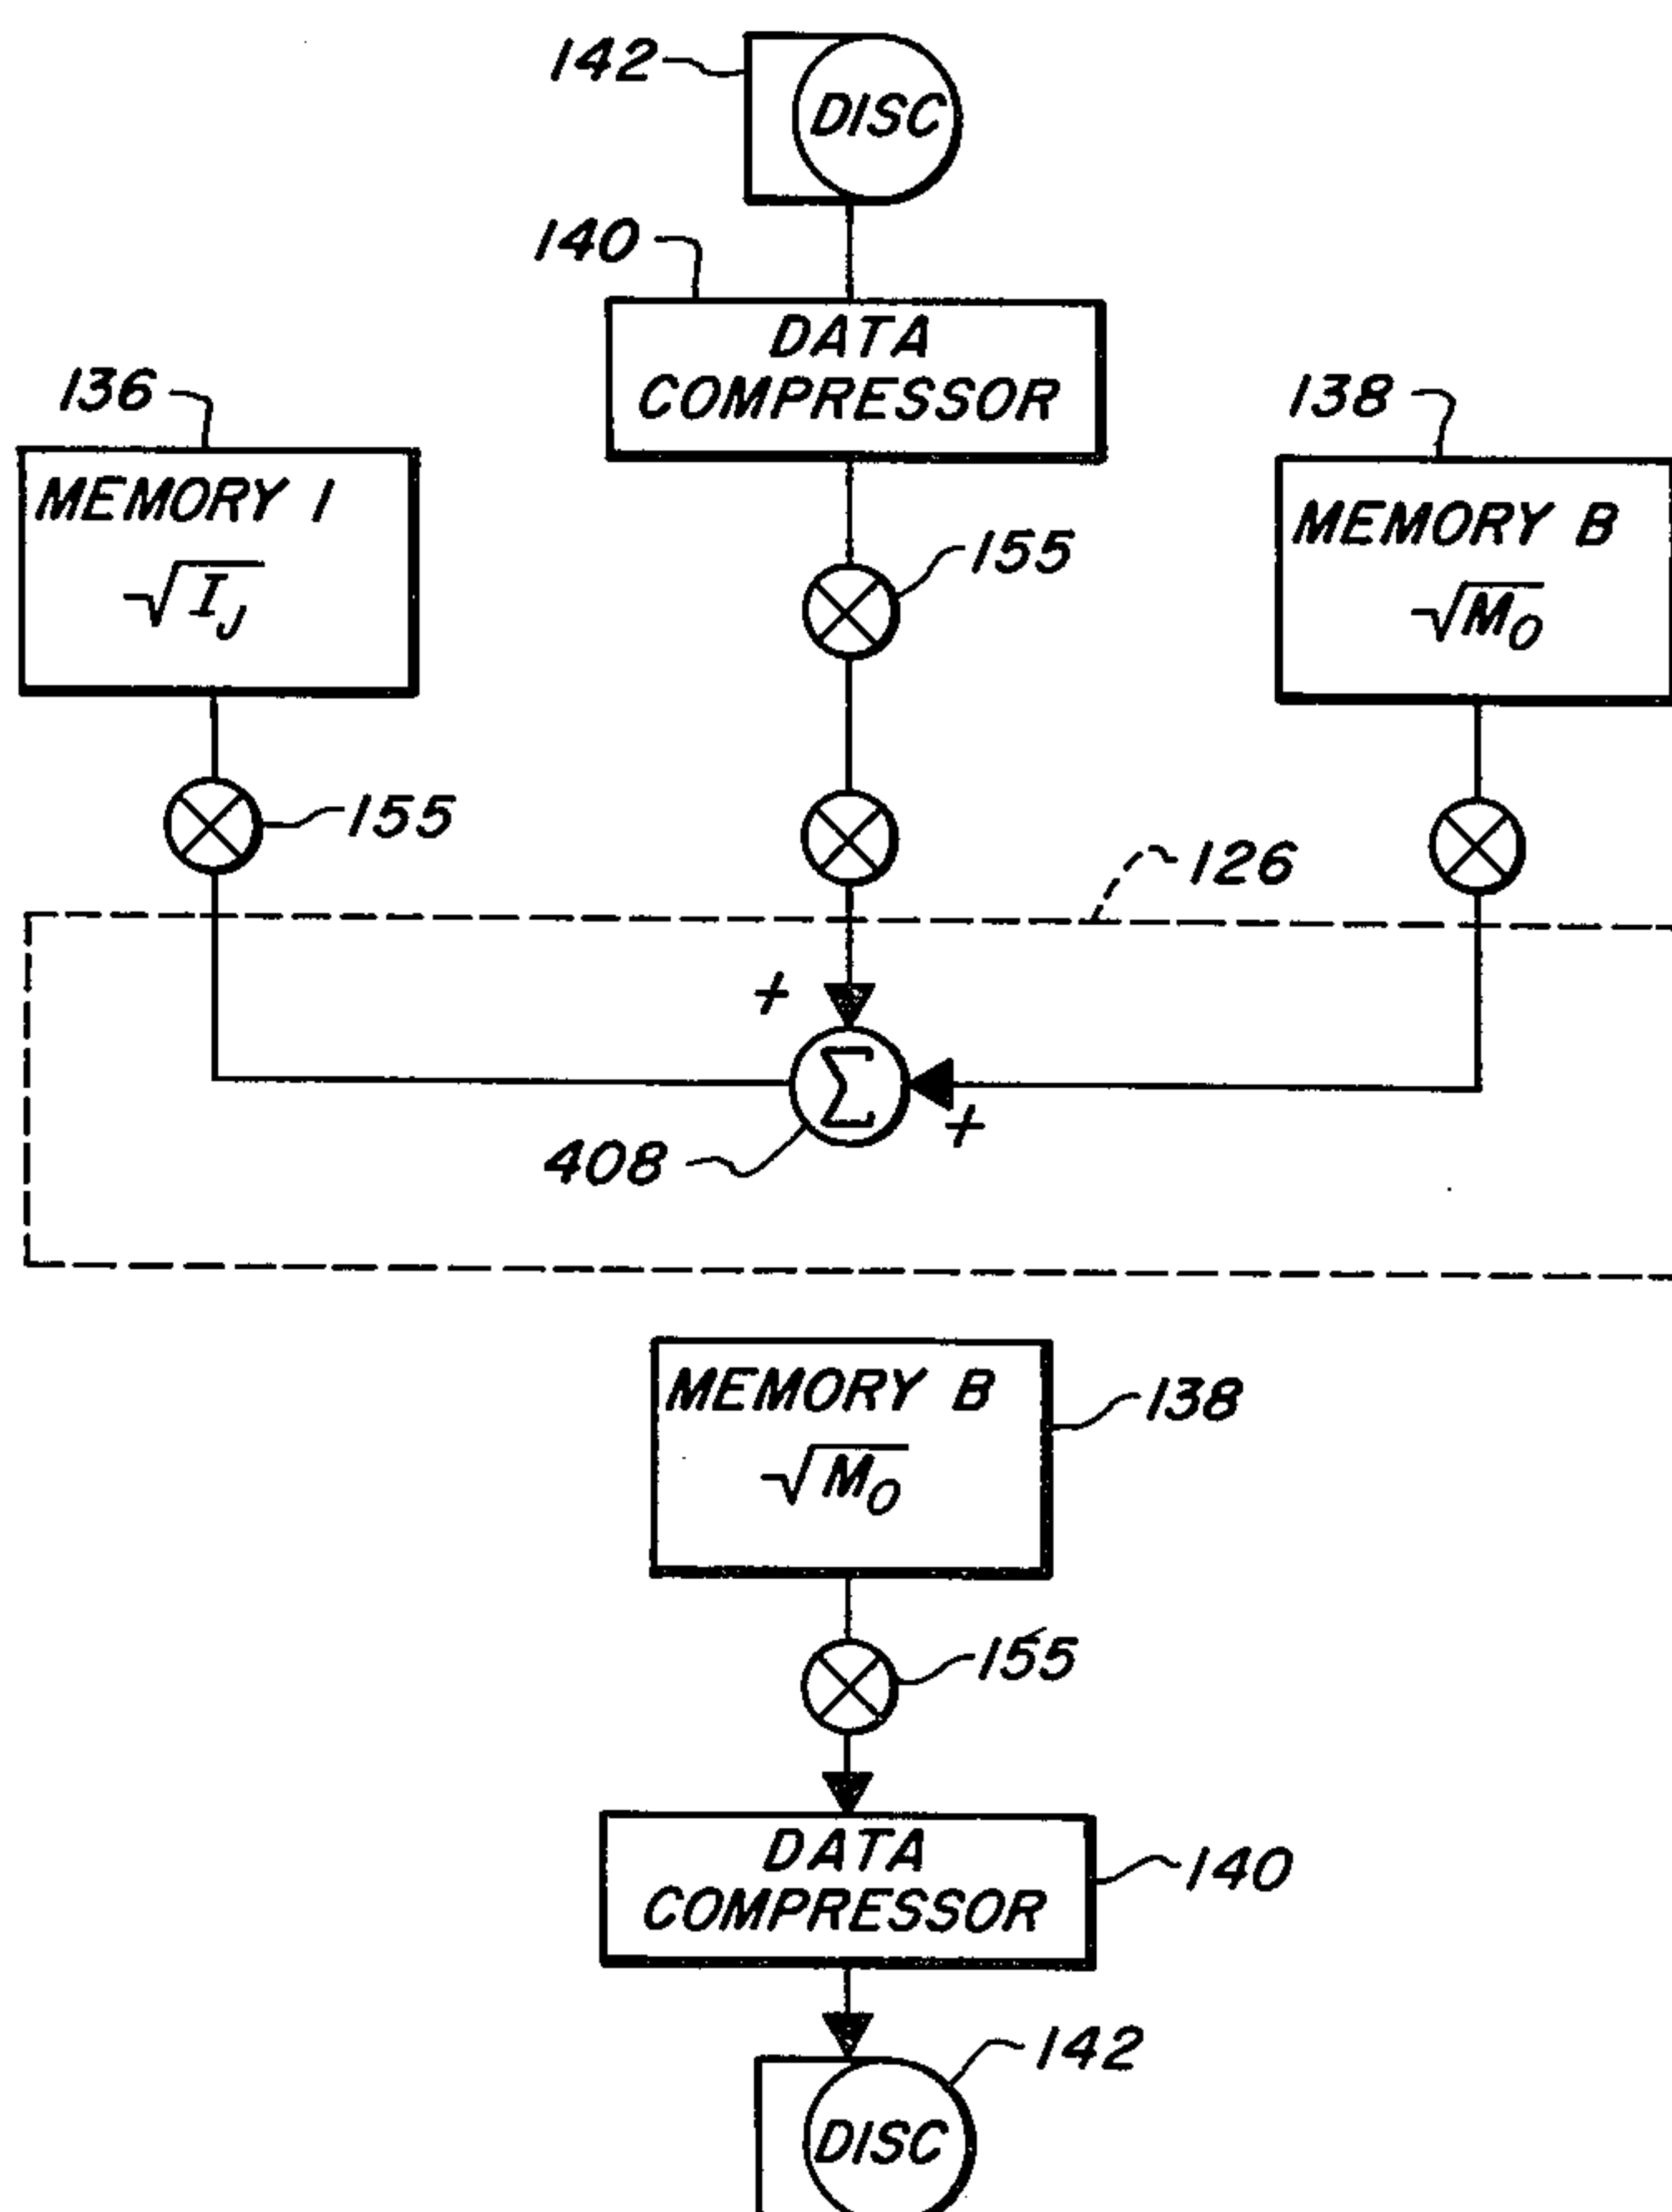 142
DISC
140
DATA
COMPRESSOR
136
138
MEMORY 1
√I_J
MEMORY B
√M_O
155
155
126
+
Σ
+
408
MEMORY B
√M_O
138
155
DATA
COMPRESSOR
140
142
DISC